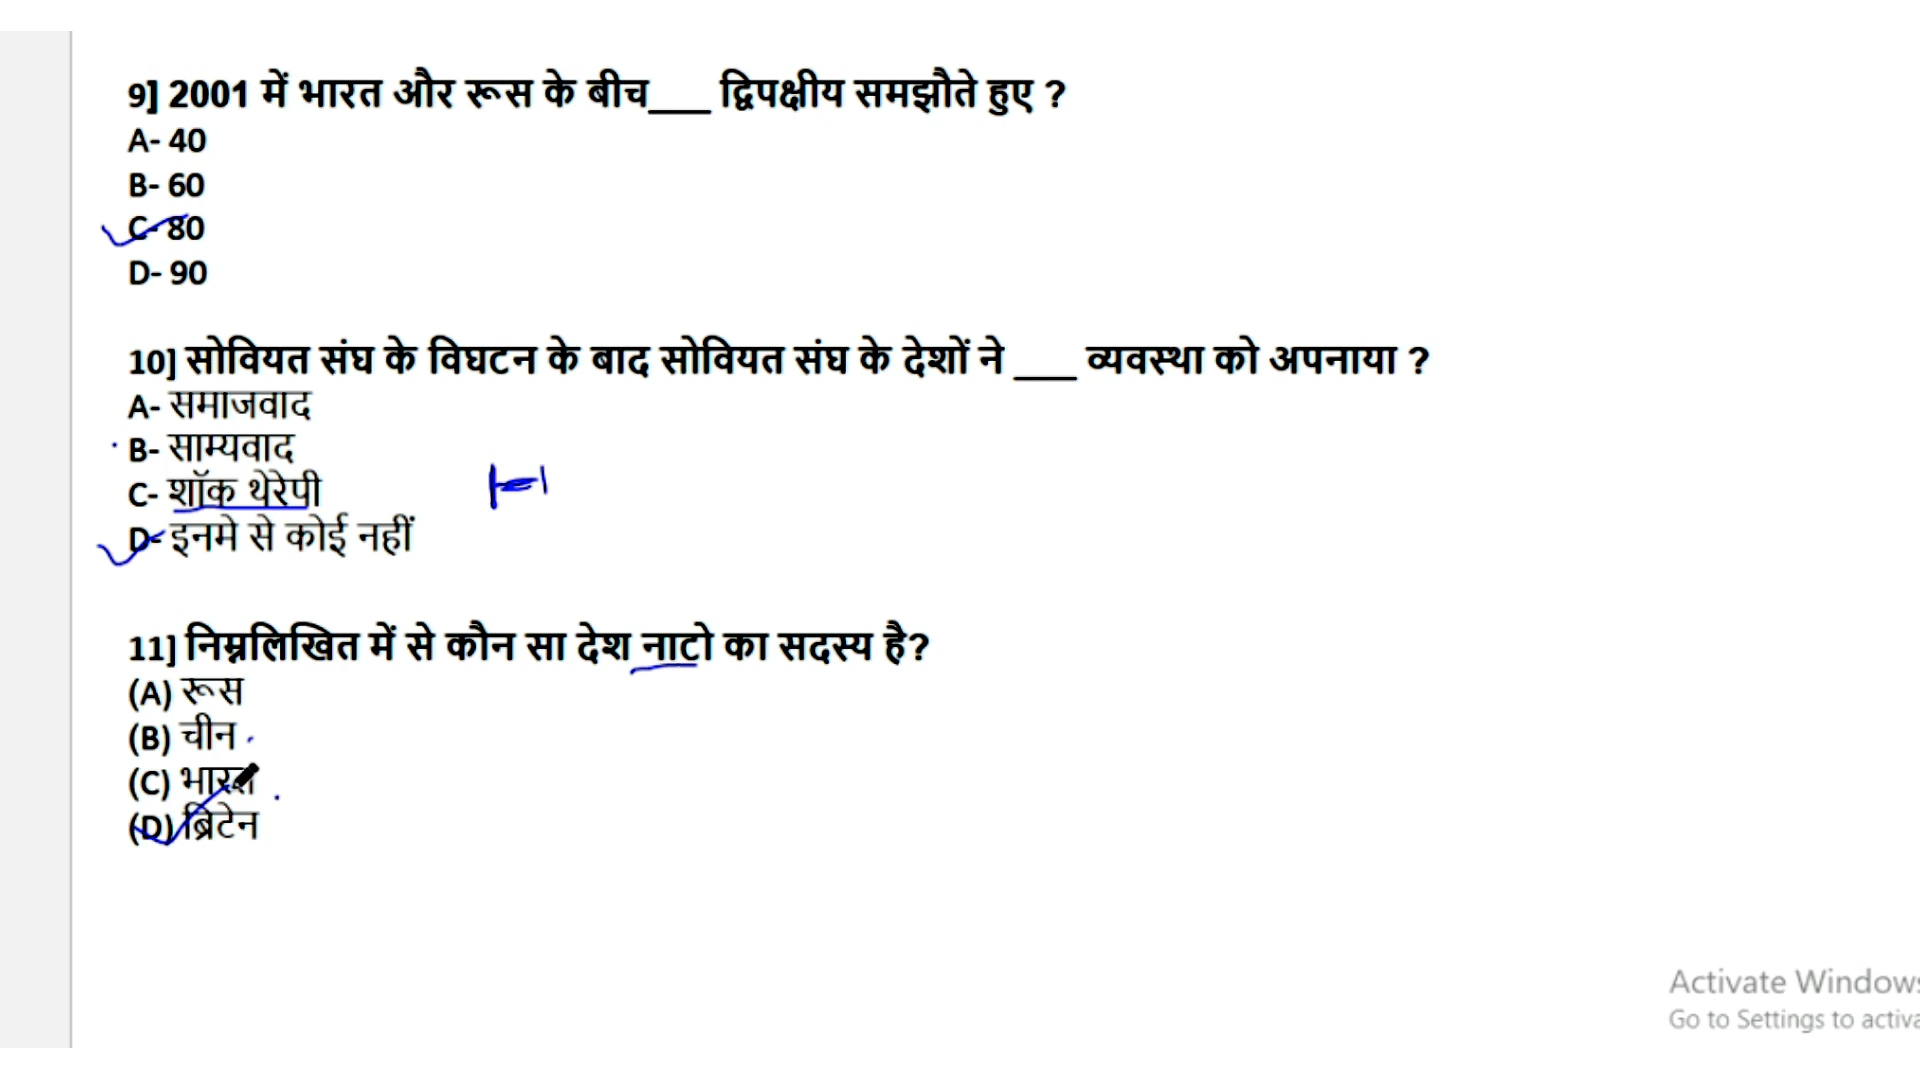 9] 2001 में भारत और रूस के बीच___ द्विपक्षीय समझौते हुए ?
A- 40
B- 60
C- 80
D- 90
10] सोवियत संघ के विघटन के बाद सोवियत संघ के देशों ने ___ व्यवस्था को अपनाया ?
A- समाजवाद
B- साम्यवाद
C- शॉक थेरेपी
D- इनमे से कोई नहीं
11] निम्नलिखित में से कौन सा देश नाटो का सदस्य है?
(A) रूस
(B) चीन
(C) भारत
(D) ब्रिटेन
Activate Windows
Go to Settings to activa